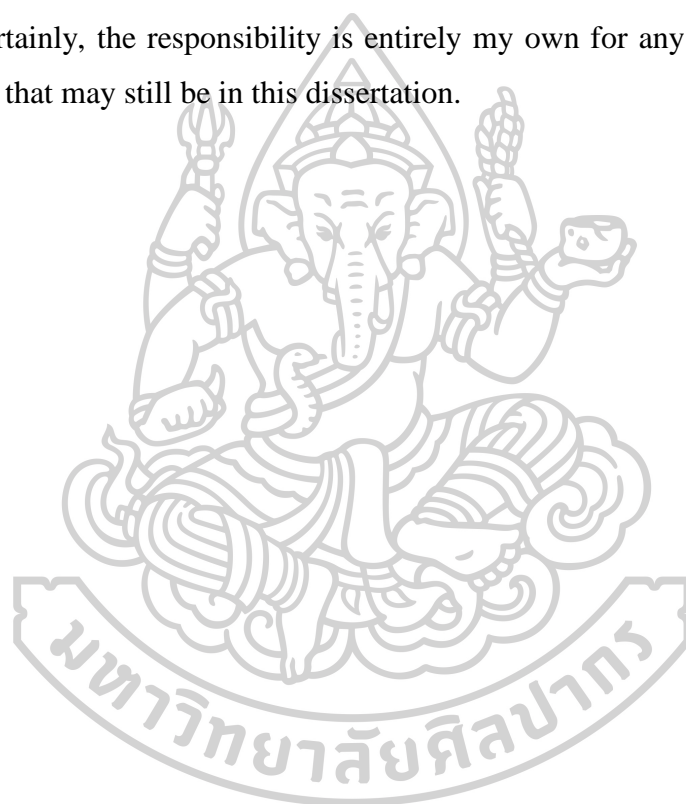 rtainly, the responsibility is entirely my own for any
that may still be in this dissertation.
มหาวิทยาลัยศิลปากร